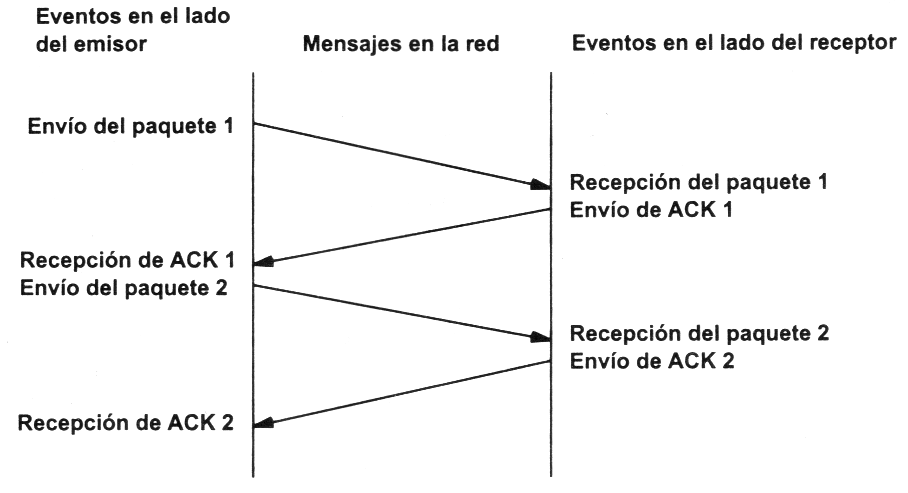 Eventos en el lado
del emisor
Mensajes en la red
Eventos en el lado del receptor
Envío del paquete 1
Recepción del paquete 1
Envío de ACK 1
Recepción de ACK 1
Envío del paquete 2
Recepción del paquete 2
Envío de ACK 2
Recepción de ACK 2